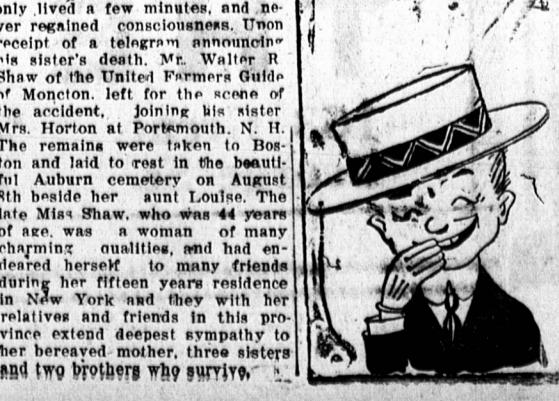 only lived a few minutes, and ne-
ver regained consciousness. Upon
receipt of a telegram announcing
his sister's death, Mr. Walter R
Shaw of the United Farmers Guide
of Moncton, left for the scene of
the accident, joining his sister
Mrs. Horton at Portsmouth, N. H.
The remains were taken to Bos-
ton and laid to rest in the beauti-
ful Auburn cemetery on August
8th beside her aunt Louise. The
late Miss Shaw, who was 44 years
of age, was a woman of many
charming qualities, and had en-
deared herself to many friends
during her fifteen years residence
in New York and they with her
relatives and friends in this pro-
vince extend deepest sympathy to
her bereaved mother, three sisters
and two brothers who survive.